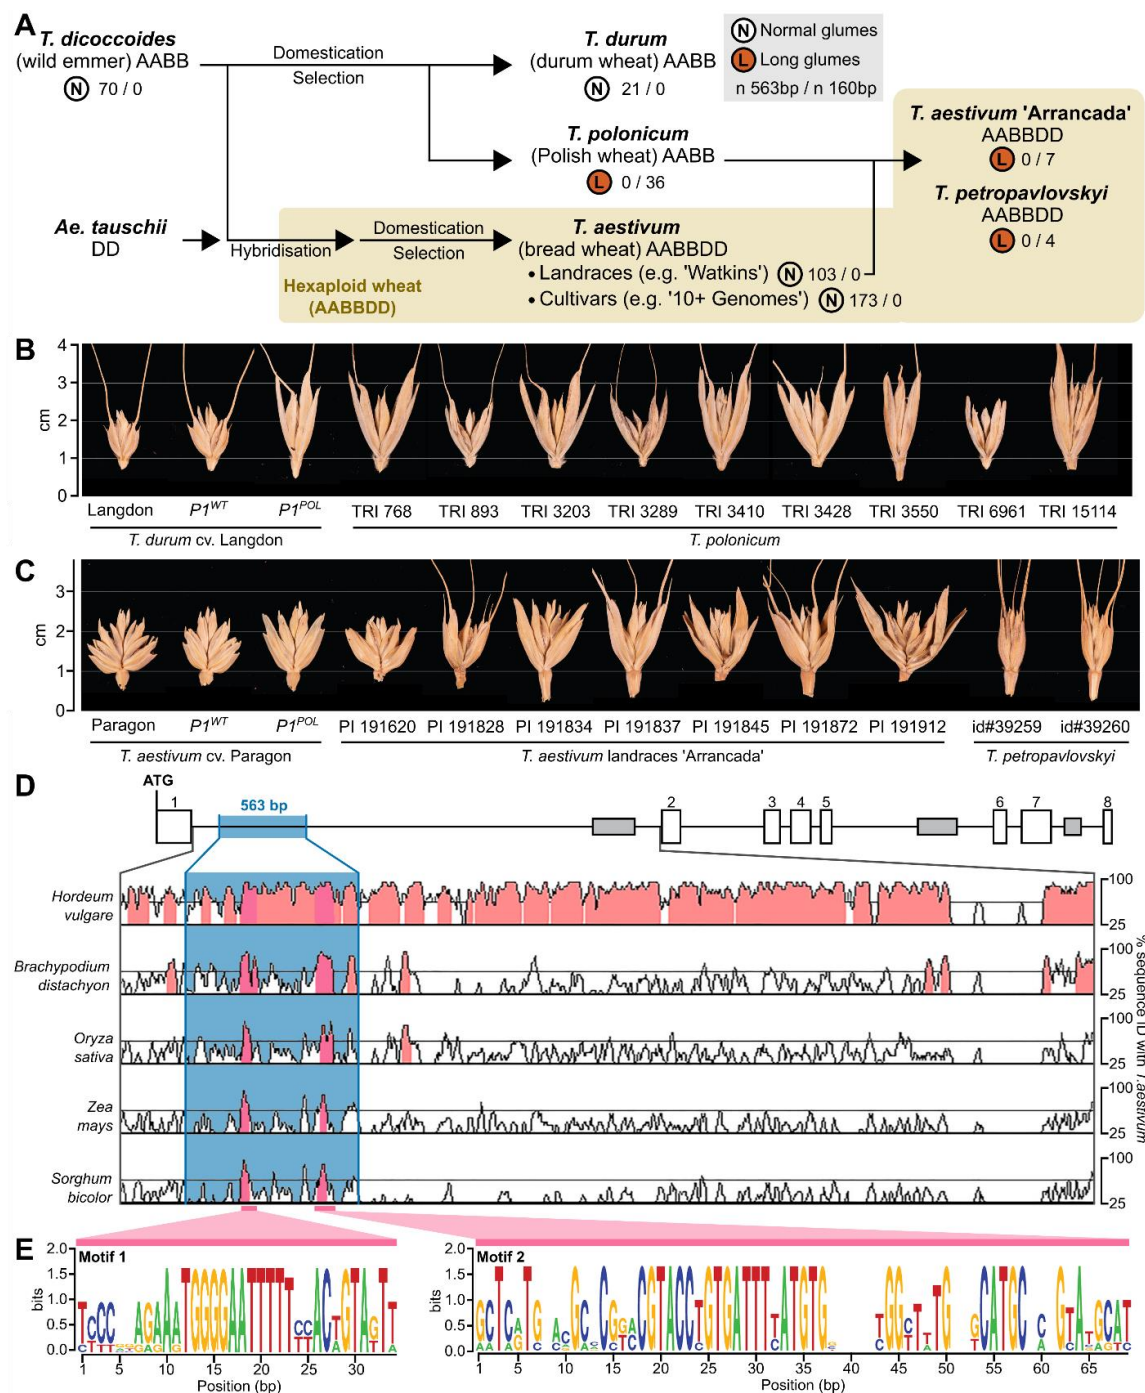 A
T. dicoccoides
(wild emmer) AABB
N 70 / 0
Domestication
Selection
T. durum
(durum wheat) AABB
N 21 / 0
N Normal glumes
L Long glumes
n 563bp / n 160bp
T. polonicum
(Polish wheat) AABB
L 0 / 36
T. aestivum 'Arrancada'
AABBDD
L 0 / 7
T. petropavlovskyi
AABBDD
L 0 / 4
Ae. tauschii
DD
Hybridisation
Domestication
Selection
T. aestivum
(bread wheat) AABBDD
• Landraces (e.g. 'Watkins') N 103 / 0
• Cultivars (e.g. '10+ Genomes') N 173 / 0
Hexaploid wheat
(AABBDD)
B
4
3
2
1
0
cm
Langdon P1WT P1POL TRI 768 TRI 893 TRI 3203 TRI 3289 TRI 3410 TRI 3428 TRI 3550 TRI 6961 TRI 15114
T. durum cv. Langdon T. polonicum
C
3
2
1
0
cm
Paragon P1WT P1POL PI 191620 PI 191828 PI 191834 PI 191837 PI 191845 PI 191872 PI 191912 id#39259 id#39260
T. aestivum cv. Paragon T. aestivum landraces 'Arrancada' T. petropavlovskyi
D
ATG
1 563 bp 2 3 4 5 6 7 8
Hordeum
vulgare
100
25
Brachypodium
distachyon
100
25
Oryza
sativa
100
25
Zea
mays
100
25
Sorghum
bicolor
100
25
% sequence ID with T.aestivum
E
Motif 1
2.0
1.5
1.0
0.5
0.0
bits
1 5 10 15 20 25 30
Position (bp)
Motif 2
2.0
1.5
1.0
0.5
0.0
bits
1 5 10 15 20 25 30 35 40 45 50 55 60 65
Position (bp)